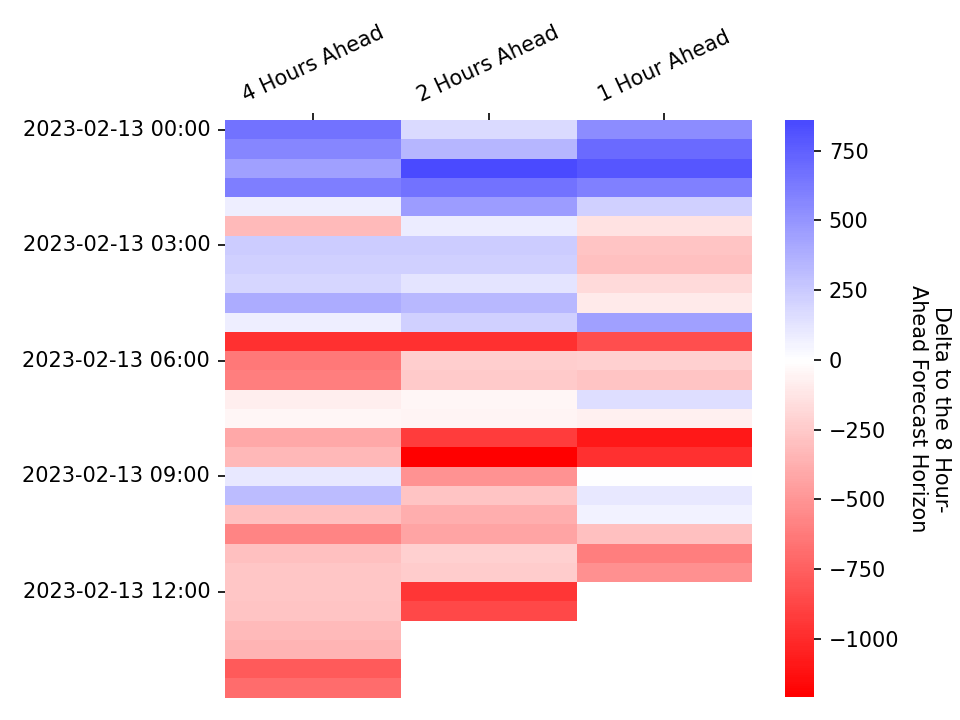 4 Hours Ahead
2 Hours Ahead
1 Hour Ahead
2023-02-13 00:00
2023-02-13 03:00
2023-02-13 06:00
2023-02-13 09:00
2023-02-13 12:00
750
500
250
0
−250
−500
−750
−1000
Delta to the 8 Hour-
Ahead Forecast Horizon